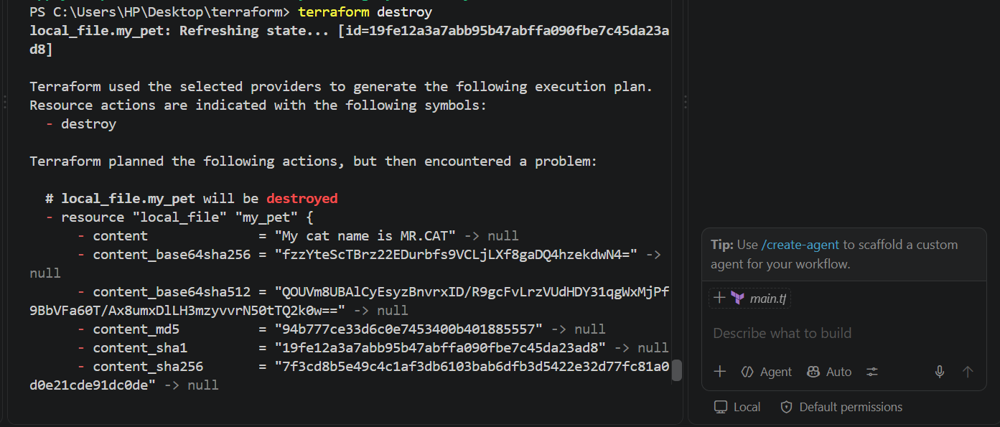 PS C:\Users\HP\Desktop\terraform> terraform destroy
local_file.my_pet: Refreshing state... [id=19fe12a3a7abb95b47abffa090fbe7c45da23a
d8]
Terraform used the selected providers to generate the following execution plan.
Resource actions are indicated with the following symbols:
- destroy
Terraform planned the following actions, but then encountered a problem:
# local_file.my_pet will be destroyed
- resource "local_file" "my_pet" {
- content = "My cat name is MR.CAT" -> null
- content_base64sha256 = "fzzYteScTBrz22EDurbfs9VCLjLXf8gaDQ4hzekdwN4=" ->
null
- content_base64sha512 = "QOUVm8UBAlCyEsyzBnvrxID/R9gcFvLrzVUdHDY31qgWxMjPf
9BbVFa60T/Ax8umxDlLH3mzyvvrN50tTQ2k0w==" -> null
- content_md5 = "94b777ce33d6c0e7453400b401885557" -> null
- content_sha1 = "19fe12a3a7abb95b47abffa090fbe7c45da23ad8" -> null
- content_sha256 = "7f3cd8b5e49c4c1af3db6103bab6dfb3d5422e32d77fc81a0
d0e21cde91dc0de" -> null
Tip: Use /create-agent to scaffold a custom
agent for your workflow.
main.tf
Describe what to build
Agent Auto
Local Default permissions